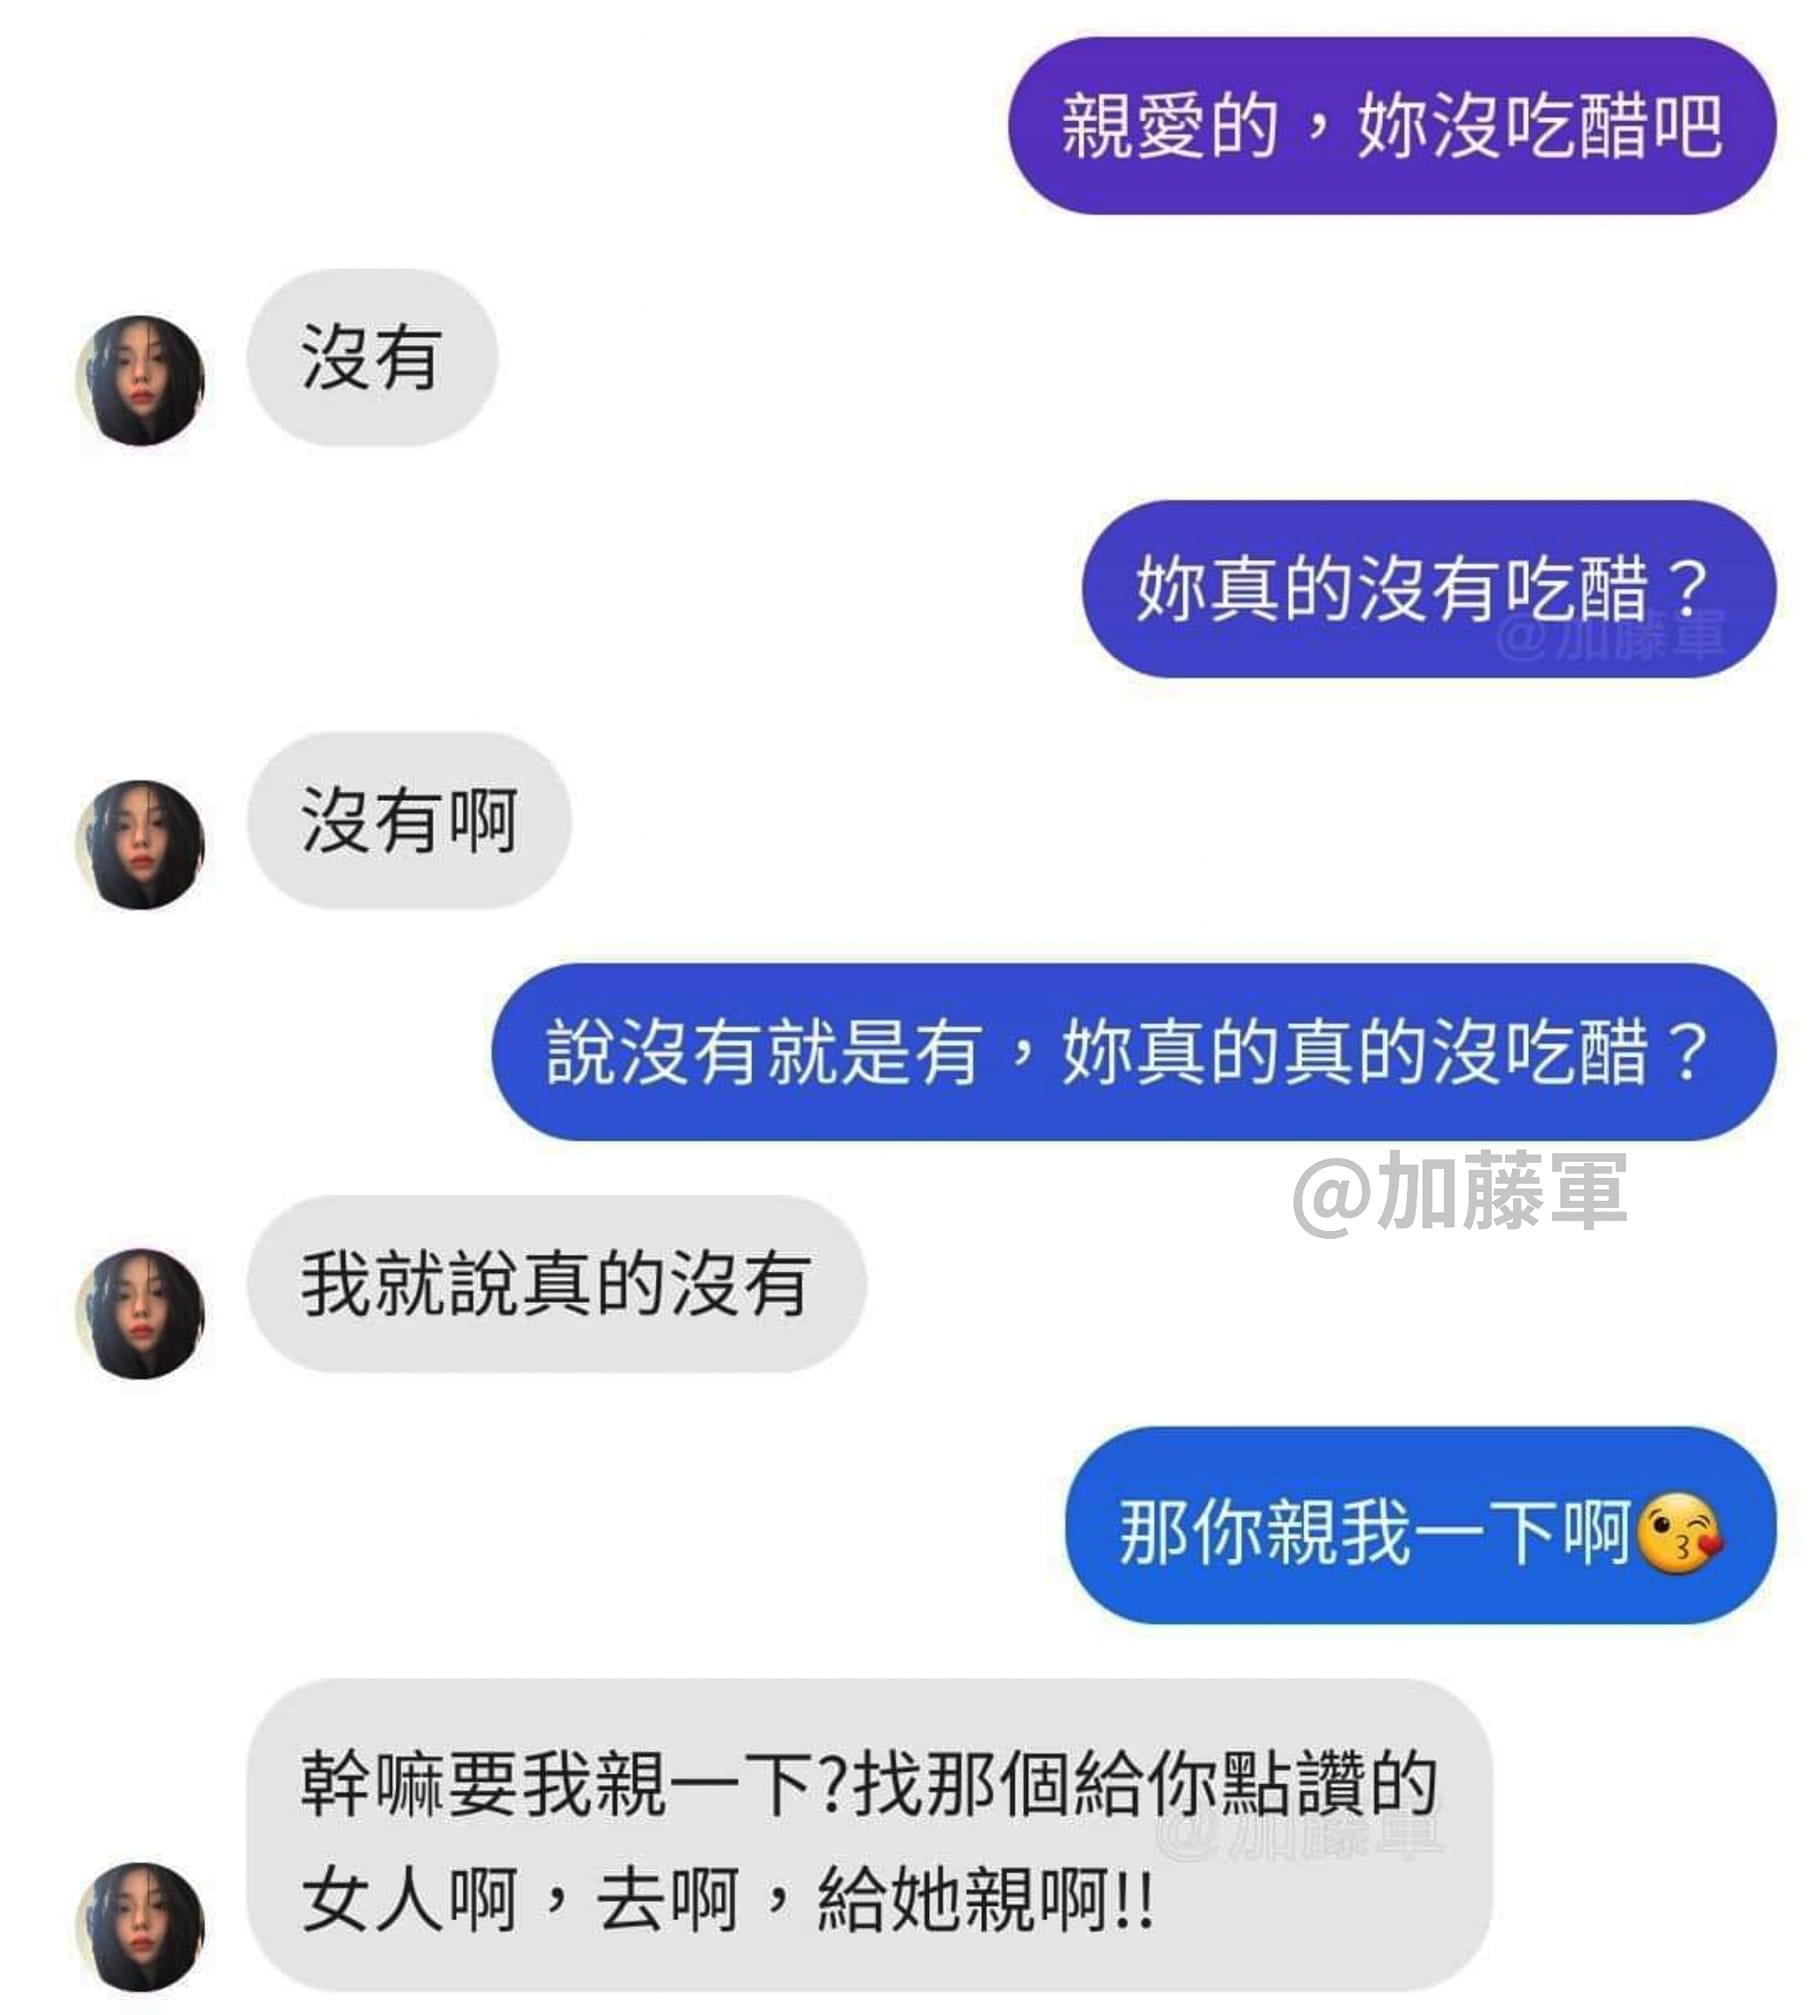 親愛的，妳沒吃醋吧
沒有
妳真的沒有吃醋？
@加藤軍
沒有啊
說沒有就是有，妳真的真的沒吃醋？
@加藤軍
我就說真的沒有
那你親我一下啊😘
幹嘛要我親一下?找那個給你點讚的
@加藤軍
女人啊，去啊，給她親啊!!